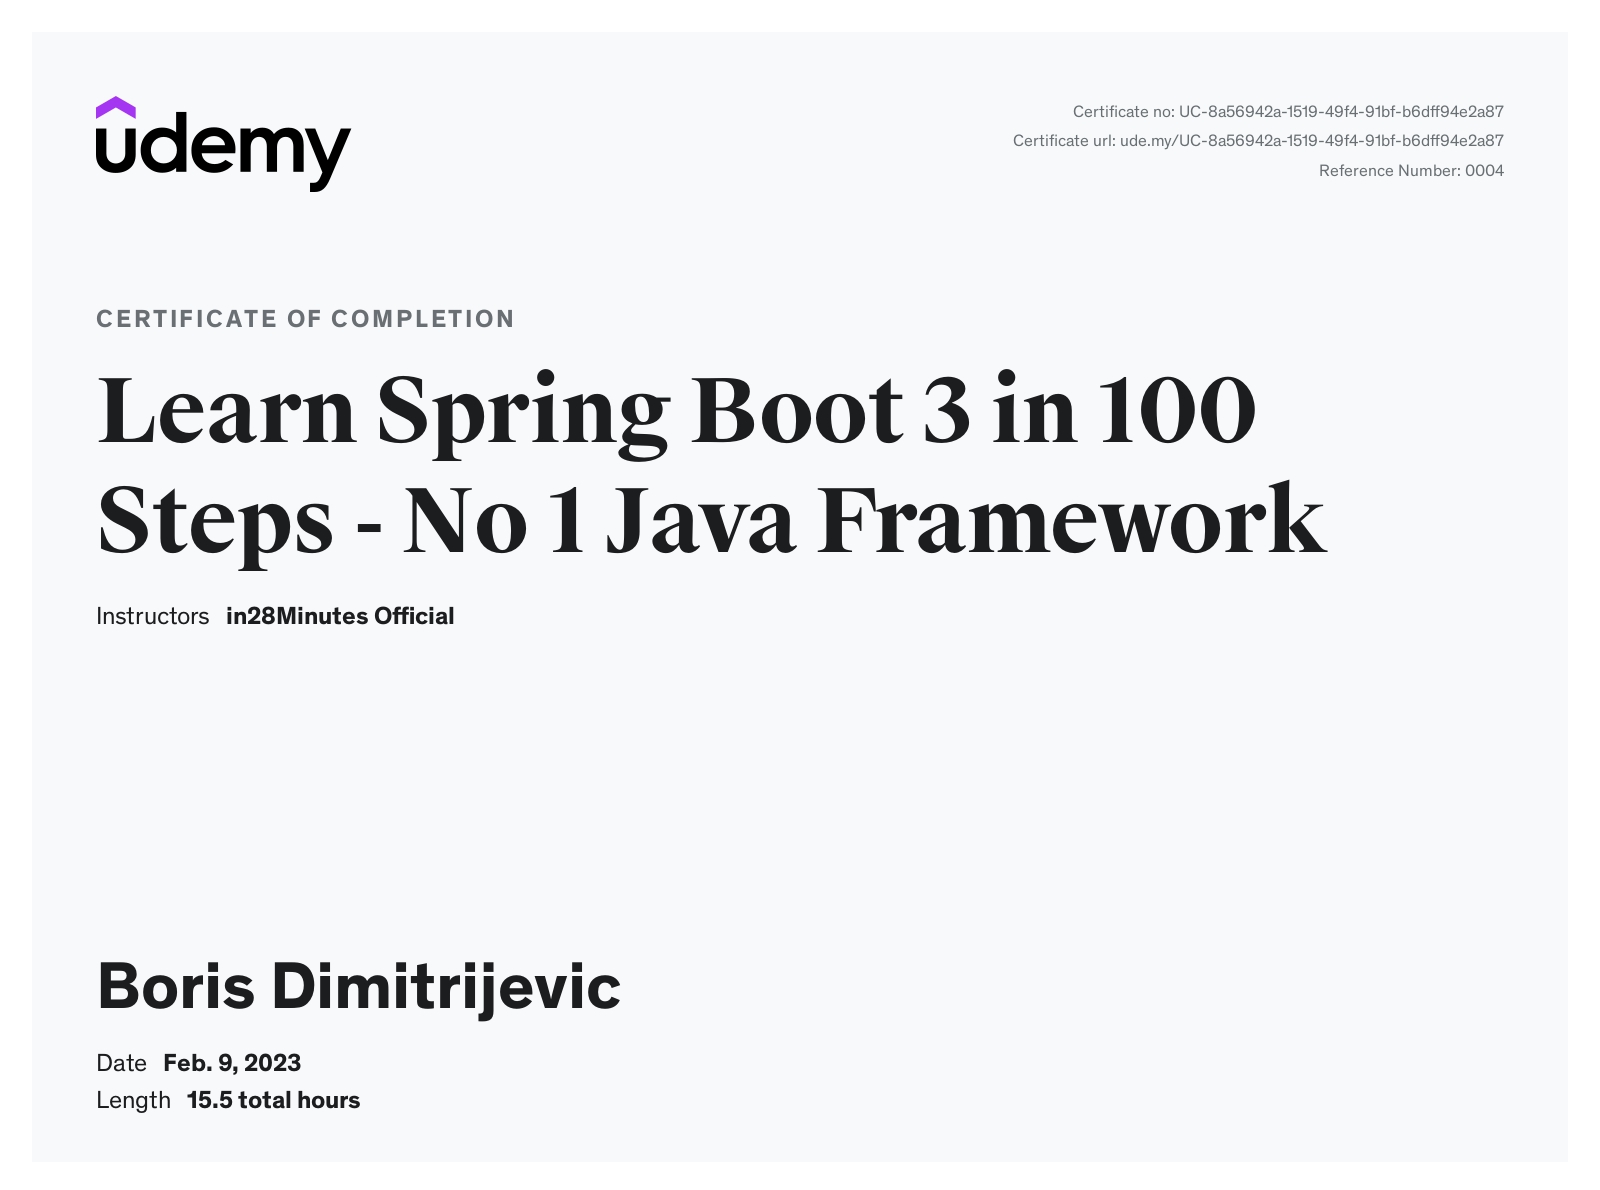 udemy
Certificate no: UC-8a56942a-1519-49f4-91bf-b6dff94e2a87
Certificate url: ude.my/UC-8a56942a-1519-49f4-91bf-b6dff94e2a87
Reference Number: 0004
CERTIFICATE OF COMPLETION
Learn Spring Boot 3 in 100
Steps - No 1 Java Framework
Instructors in28Minutes Official
Boris Dimitrijevic
Date Feb. 9, 2023
Length 15.5 total hours